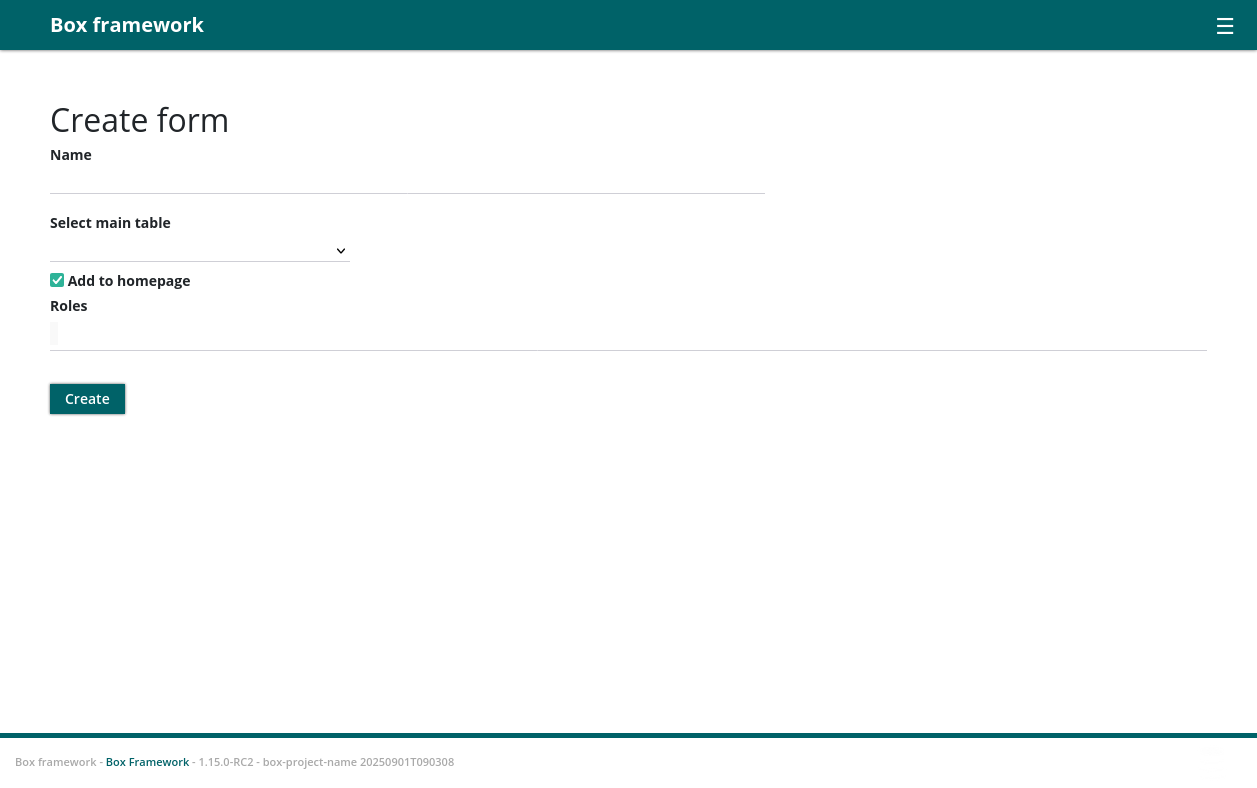 Box framework
Create form
Name
Select main table
Add to homepage
Roles
Create
Box framework - Box Framework - 1.15.0-RC2 - box-project-name 20250901T090308